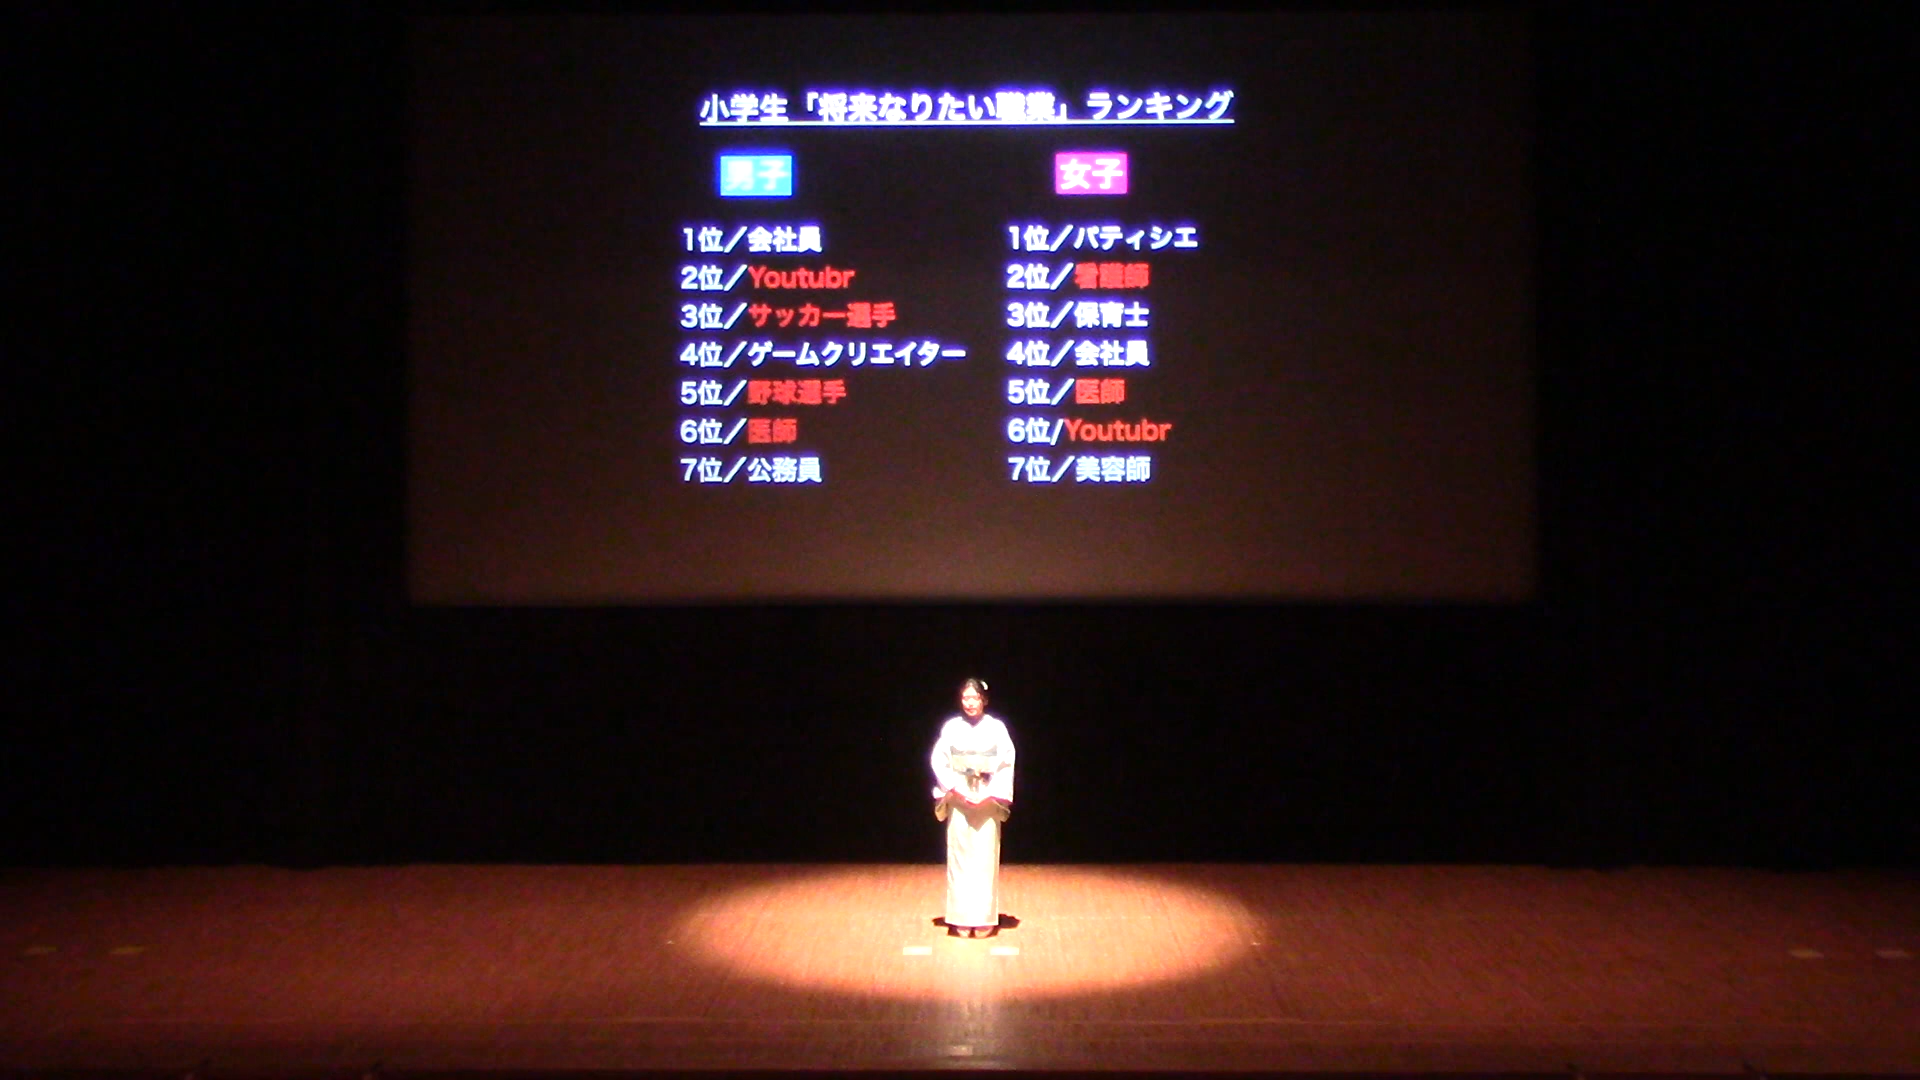 小学生「将来なりたい職業」ランキング
男子
女子
1位／会社員
2位／Youtubr
3位／サッカー選手
4位／ゲームクリエイター
5位／野球選手
6位／医師
7位／公務員
1位／パティシエ
2位／看護師
3位／保育士
4位／会社員
5位／医師
6位/Youtubr
7位／美容師